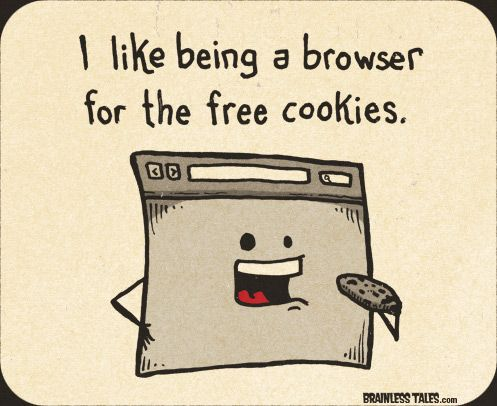 I like being a browser
for the free cookies.
< >
BRAINLESS TALES.com